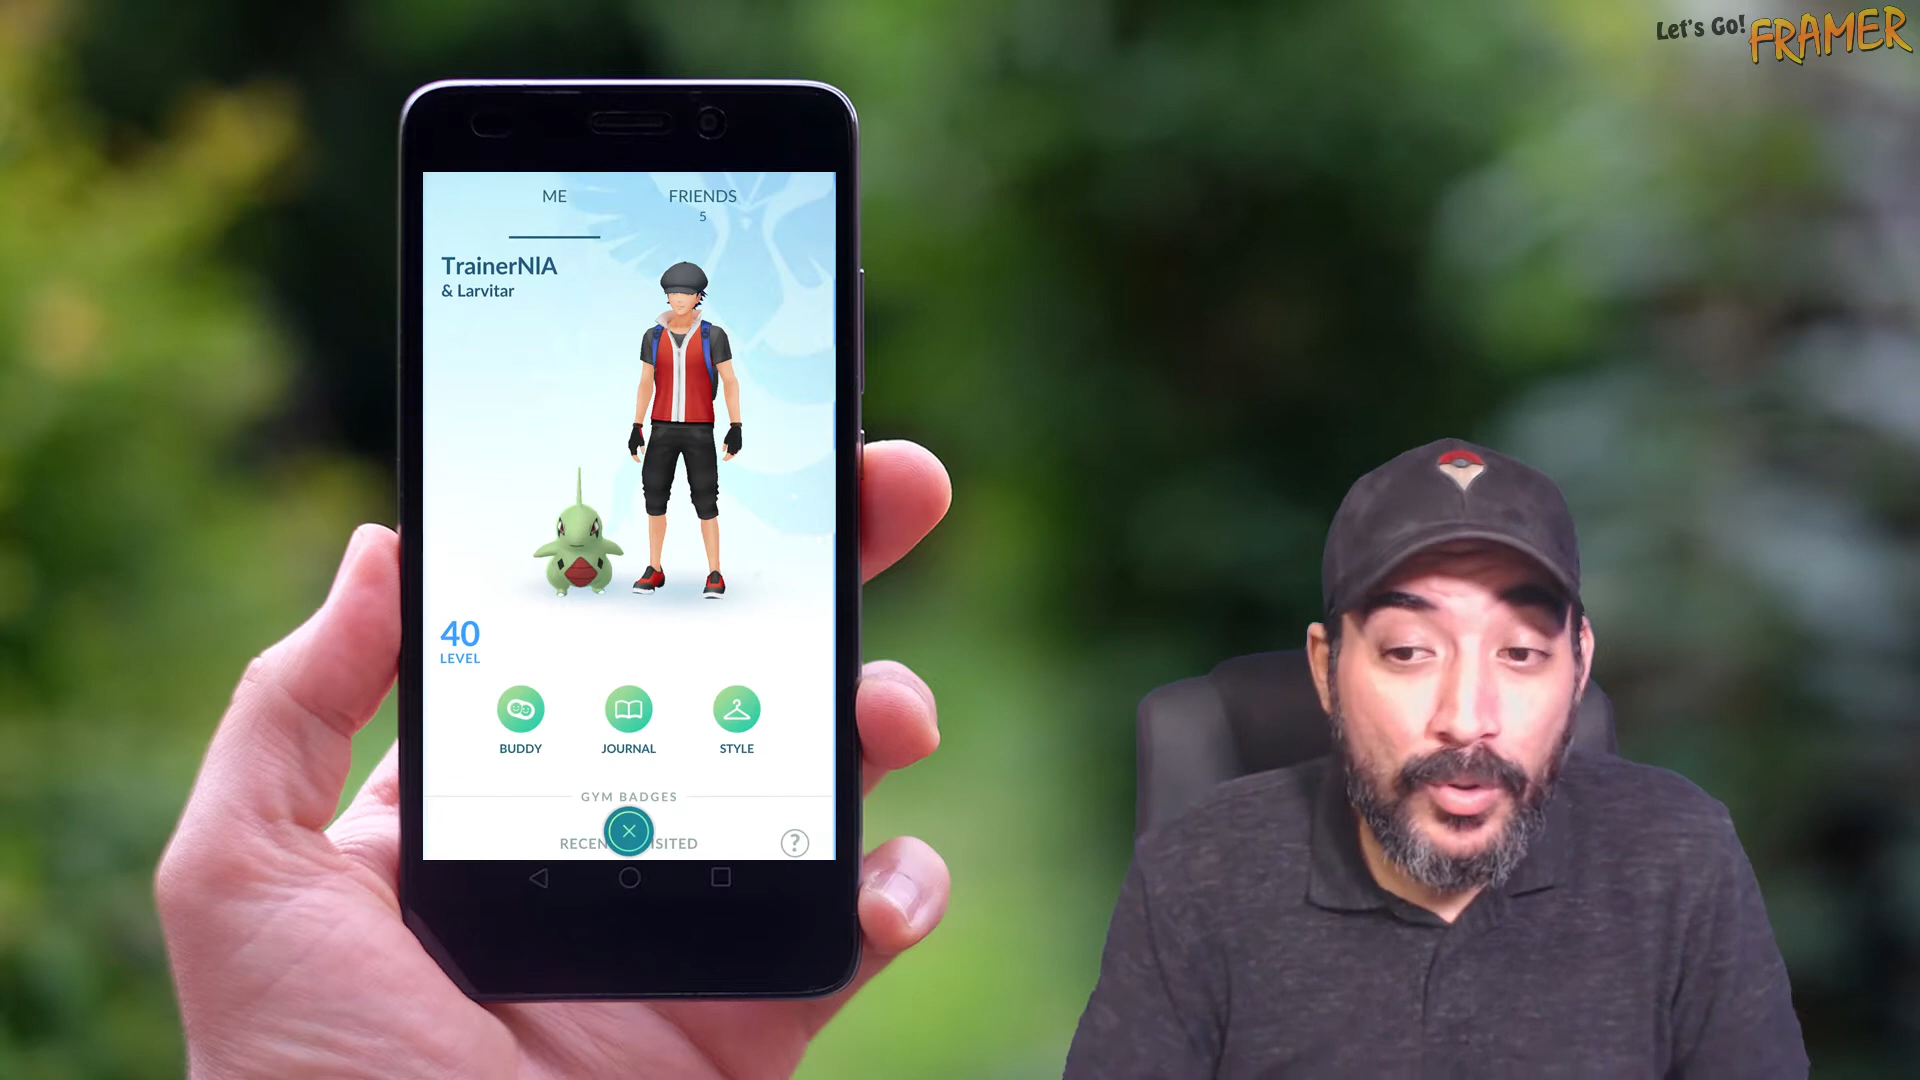 Let's Go!
FRAMER
ME
FRIENDS
5
TrainerNIA
& Larvitar
40
LEVEL
BUDDY
JOURNAL
STYLE
GYM BADGES
RECEN ISITED
?